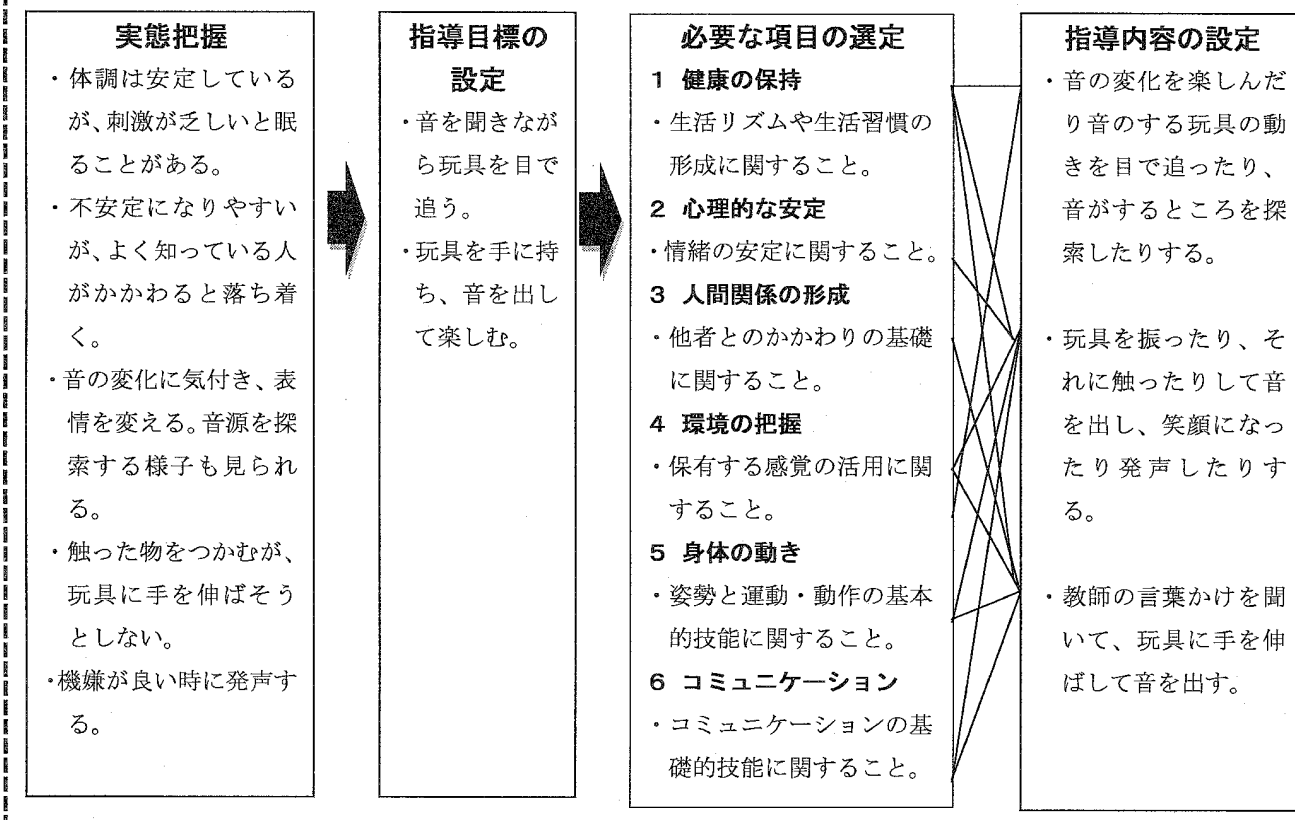 実態把握
・体調は安定している
が、刺激が乏しいと眠
ることがある。
・不安定になりやすい
が、よく知っている人
がかかわると落ち着
く。
・音の変化に気付き、表
情を変える。音源を探
索する様子も見られ
る。
・触った物をつかむが、
玩具に手を伸ばそう
としない。
・機嫌が良い時に発声す
る。
指導目標の
設定
・音を聞きなが
ら玩具を目で
追う。
・玩具を手に持
ち、音を出し
て楽しむ。
必要な項目の選定
1 健康の保持
・生活リズムや生活習慣の
形成に関すること。
2 心理的な安定
・情緒の安定に関すること。
3 人間関係の形成
・他者とのかかわりの基礎
に関すること。
4 環境の把握
・保有する感覚の活用に関
すること。
5 身体の動き
・姿勢と運動・動作の基本
的技能に関すること。
6 コミュニケーション
・コミュニケーションの基
礎的技能に関すること。
指導内容の設定
・音の変化を楽しんだ
り音のする玩具の動
きを目で追ったり、
音がするところを探
索したりする。
・玩具を振ったり、そ
れに触ったりして音
を出し、笑顔になっ
たり発声したりす
る。
・教師の言葉かけを聞
いて、玩具に手を伸
ばして音を出す。